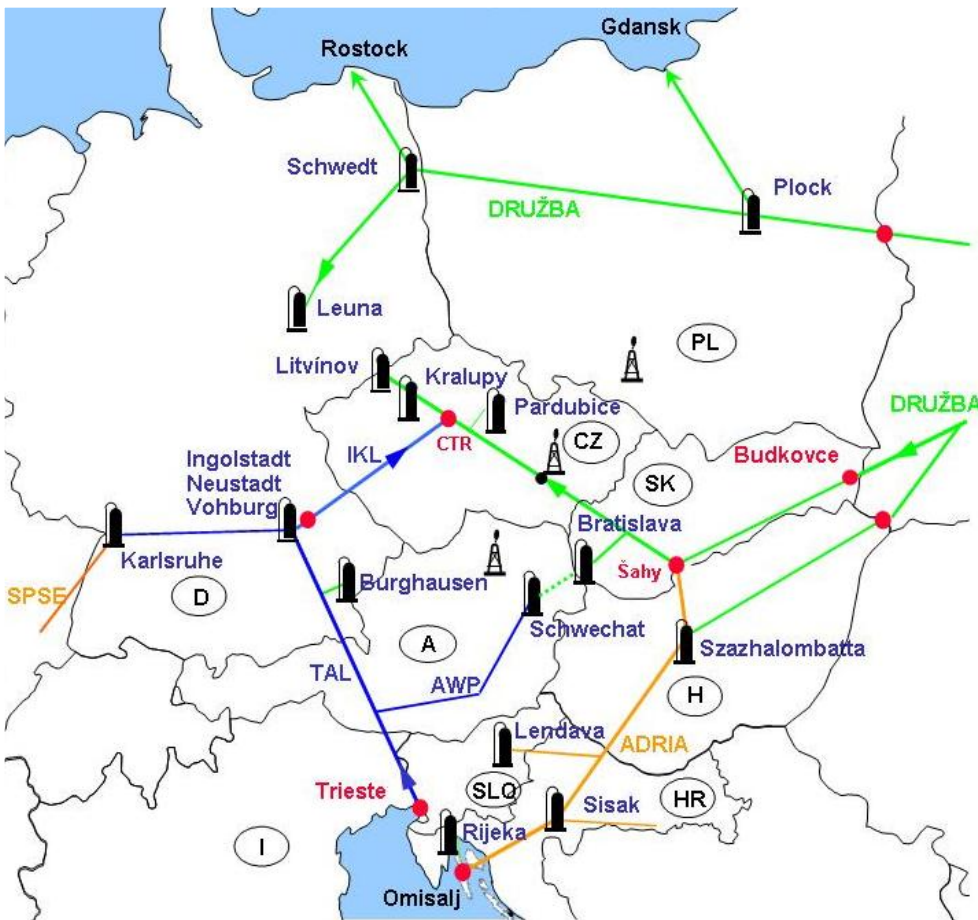 Gdansk
Rostock
Schwedt
Plock
DRUŽBA
Leuna
PL
Litvínov
Kralupy
Pardubice
DRUŽBA
CTR
CZ
IKL
Budkovce
Ingolstadt
Neustadt
Vohburg
SK
Bratislava
Karlsruhe
Šahy
SPSE
Burghausen
D
Schwechat
A
Szazhalombatta
TAL
AWP
H
Lendava
ADRIA
Trieste
SLO
Sisak
HR
Rijeka
I
Omisalj